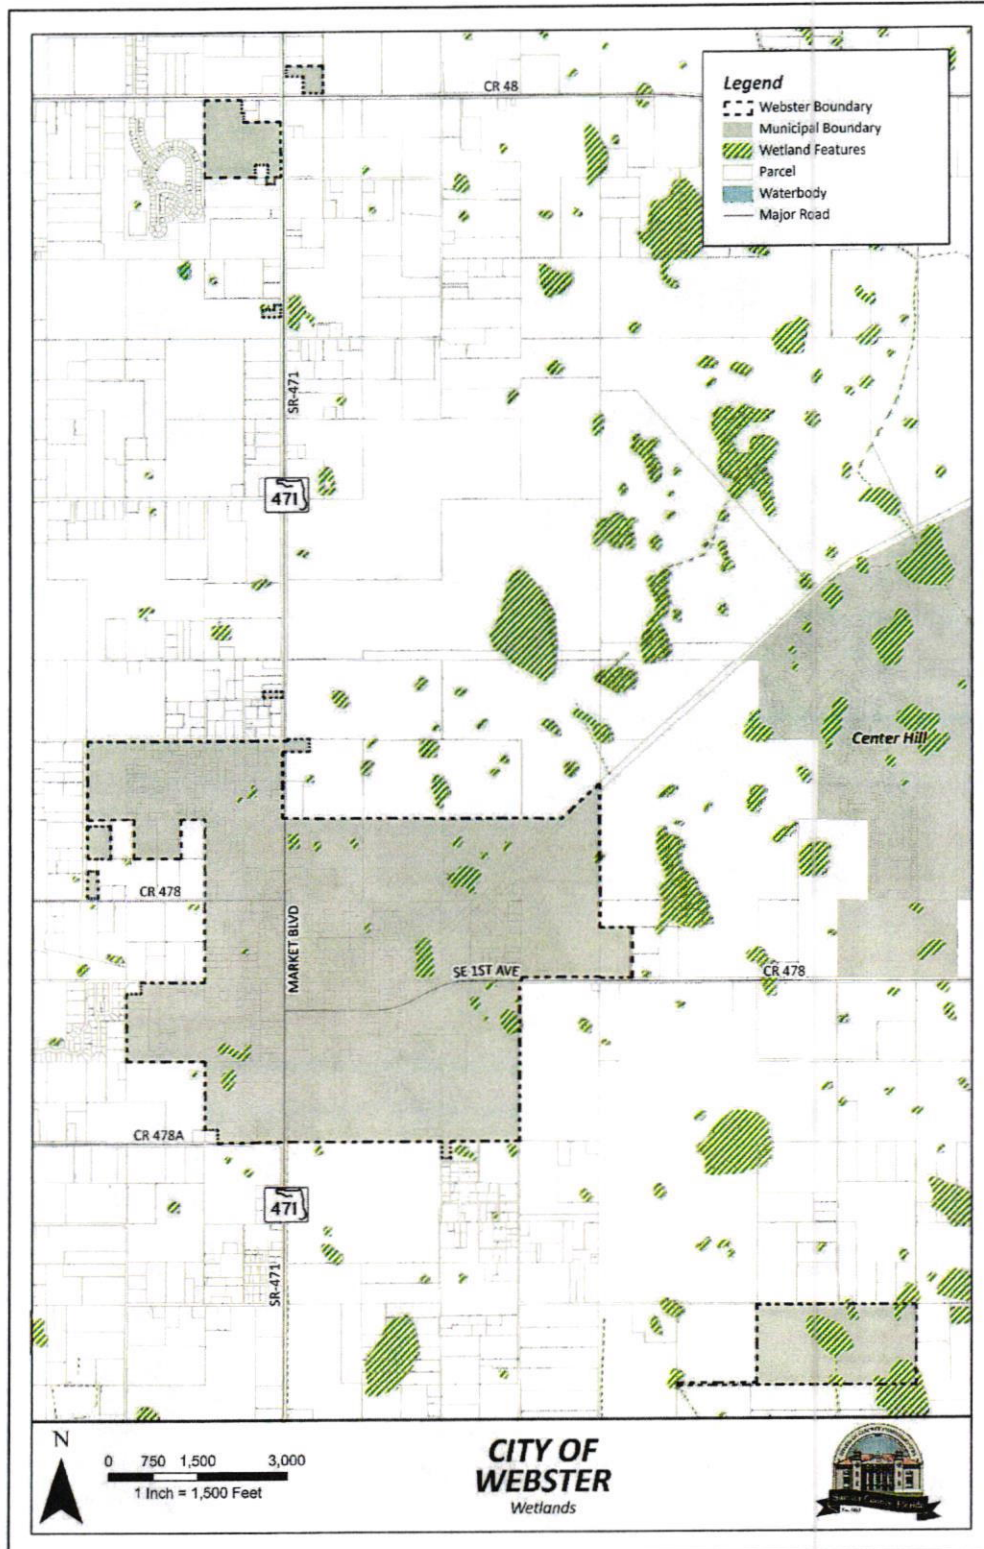 CR 48
Legend
Webster Boundary
Municipal Boundary
Wetland Features
Parcel
Waterbody
Major Road
SR-471
471
Center Hill
CR 478
MARKET BLVD
SE 1ST AVE
CR 478
CR 478A
471
SR-471
N
0 750 1,500 3,000
1 Inch = 1,500 Feet
CITY OF
WEBSTER
Wetlands